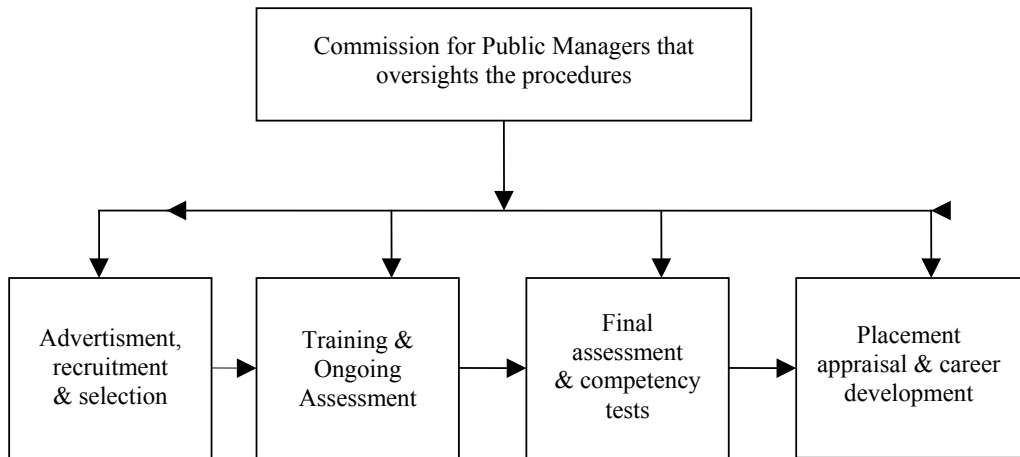 Commission for Public Managers that
oversights the procedures
Advertisment,
recruitment
& selection
Training &
Ongoing
Assessment
Final
assessment
& competency
tests
Placement
appraisal & career
development